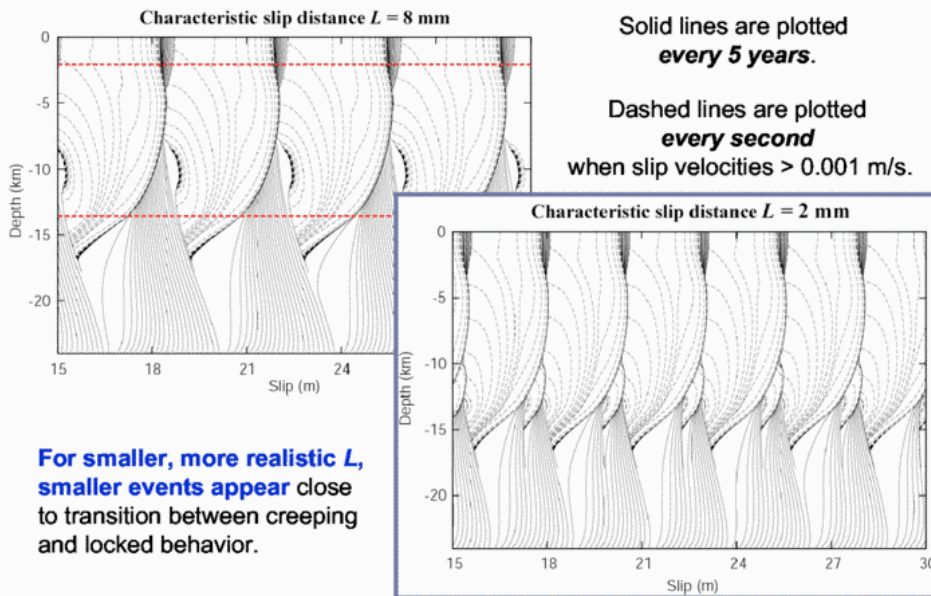 Characteristic slip distance L = 8 mm
0
-5
-10
-15
-20
Depth (km)
15
18
21
24
Slip (m)
Solid lines are plotted
every 5 years.
Dashed lines are plotted
every second
when slip velocities > 0.001 m/s.
Characteristic slip distance L = 2 mm
0
-5
-10
-15
-20
Depth (km)
15
18
21
24
27
30
Slip (m)
For smaller, more realistic L,
smaller events appear close
to transition between creeping
and locked behavior.